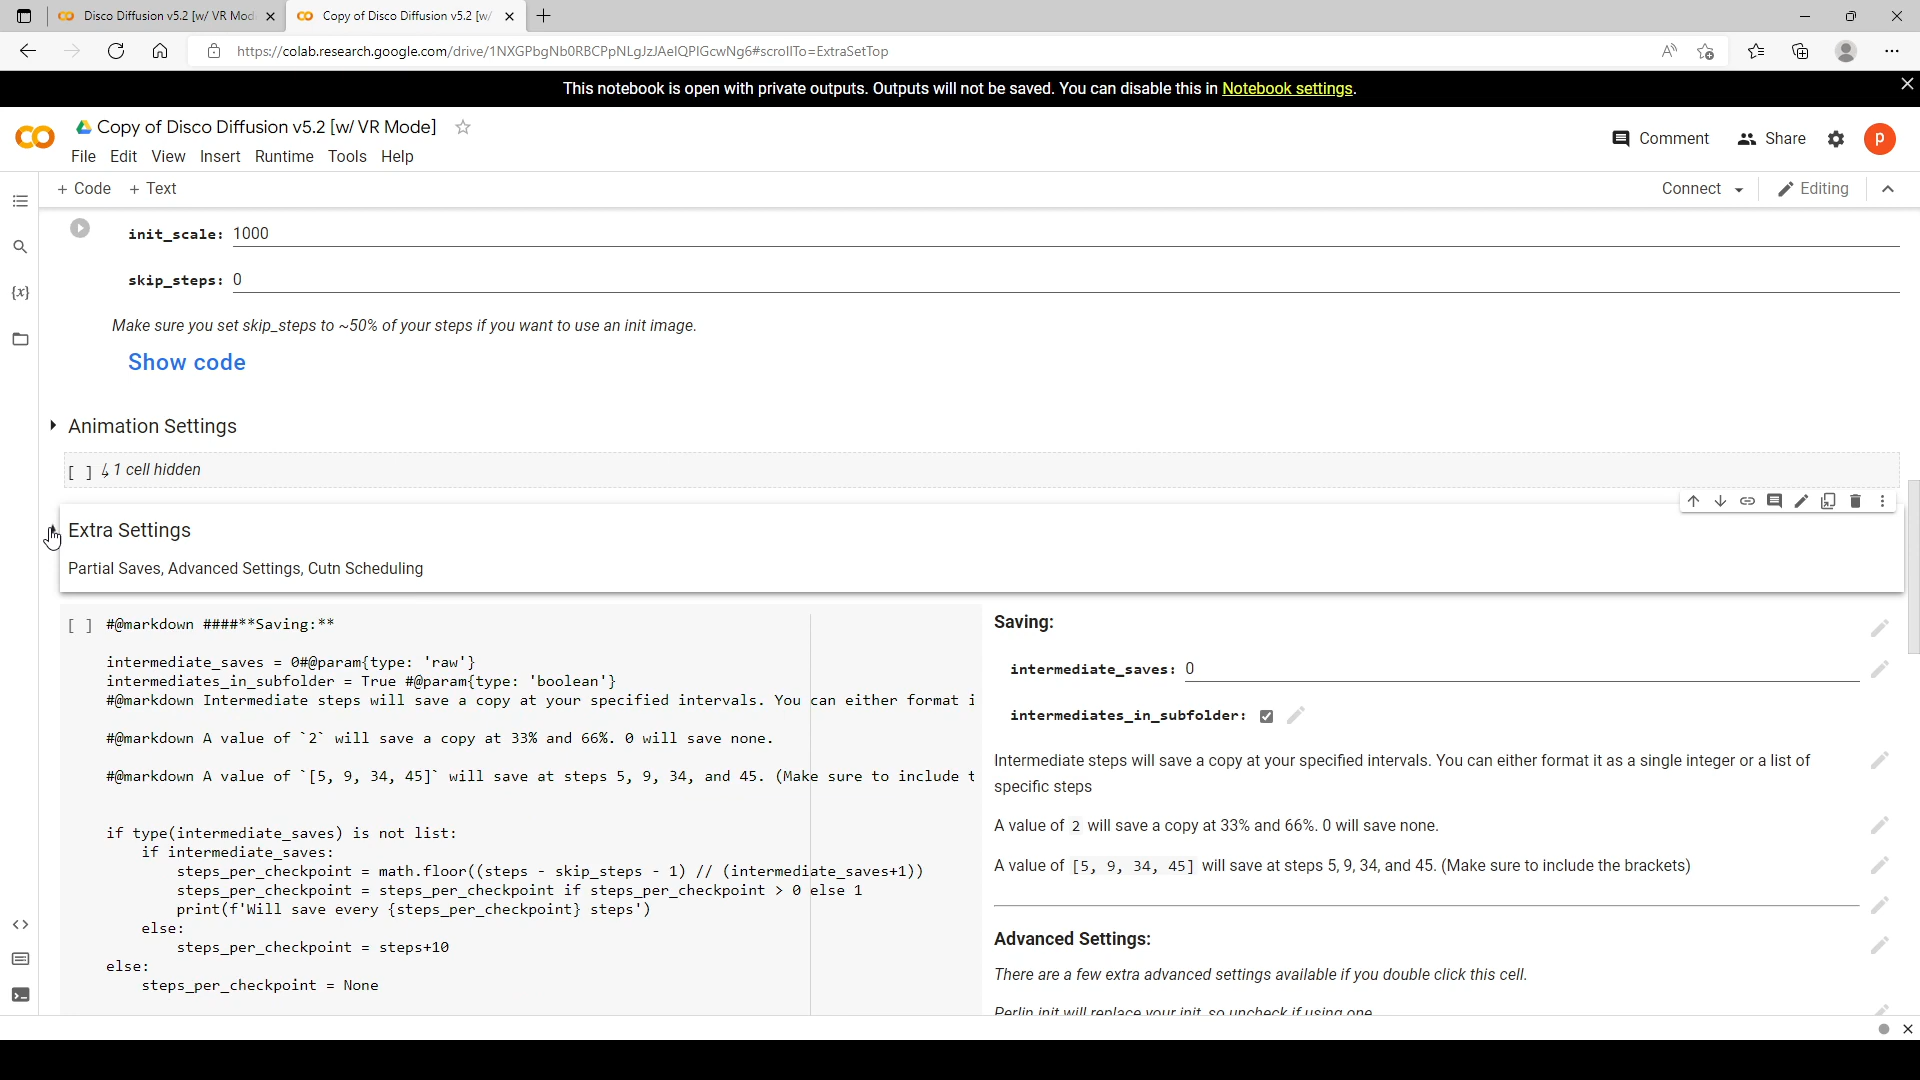 Disco Diffusion v5.2 [w/ VR Mod
Copy of Disco Diffusion v5.2 [w/
https://colab.research.google.com/drive/1NXGPbgNb0RBCPpNLgJzJAelQPIGcwNg6#scrollTo=ExtraSetTop
This notebook is open with private outputs. Outputs will not be saved. You can disable this in Notebook settings.
Copy of Disco Diffusion v5.2 [w/ VR Mode]
File Edit View Insert Runtime Tools Help
Comment Share P
+ Code + Text
Connect Editing
init_scale: 1000
skip_steps: 0
Make sure you set skip_steps to ~50% of your steps if you want to use an init image.
Show code
Animation Settings
[ ] ↳ 1 cell hidden
Extra Settings
Partial Saves, Advanced Settings, Cutn Scheduling
[ ] #@markdown ####**Saving:**
intermediate_saves = 0#@param{type: 'raw'}
intermediates_in_subfolder = True #@param{type: 'boolean'}
#@markdown Intermediate steps will save a copy at your specified intervals. You can either format i
#@markdown A value of `2` will save a copy at 33% and 66%. 0 will save none.
#@markdown A value of `[5, 9, 34, 45]` will save at steps 5, 9, 34, and 45. (Make sure to include t
if type(intermediate_saves) is not list:
if intermediate_saves:
steps_per_checkpoint = math.floor((steps - skip_steps - 1) // (intermediate_saves+1))
steps_per_checkpoint = steps_per_checkpoint if steps_per_checkpoint > 0 else 1
print(f'Will save every {steps_per_checkpoint} steps')
else:
steps_per_checkpoint = steps+10
else:
steps_per_checkpoint = None
Saving:
intermediate_saves: 0
intermediates_in_subfolder:
Intermediate steps will save a copy at your specified intervals. You can either format it as a single integer or a list of
specific steps
A value of 2 will save a copy at 33% and 66%. 0 will save none.
A value of [5, 9, 34, 45] will save at steps 5, 9, 34, and 45. (Make sure to include the brackets)
Advanced Settings:
There are a few extra advanced settings available if you double click this cell.
Perlin init will replace your init, so uncheck if using one.